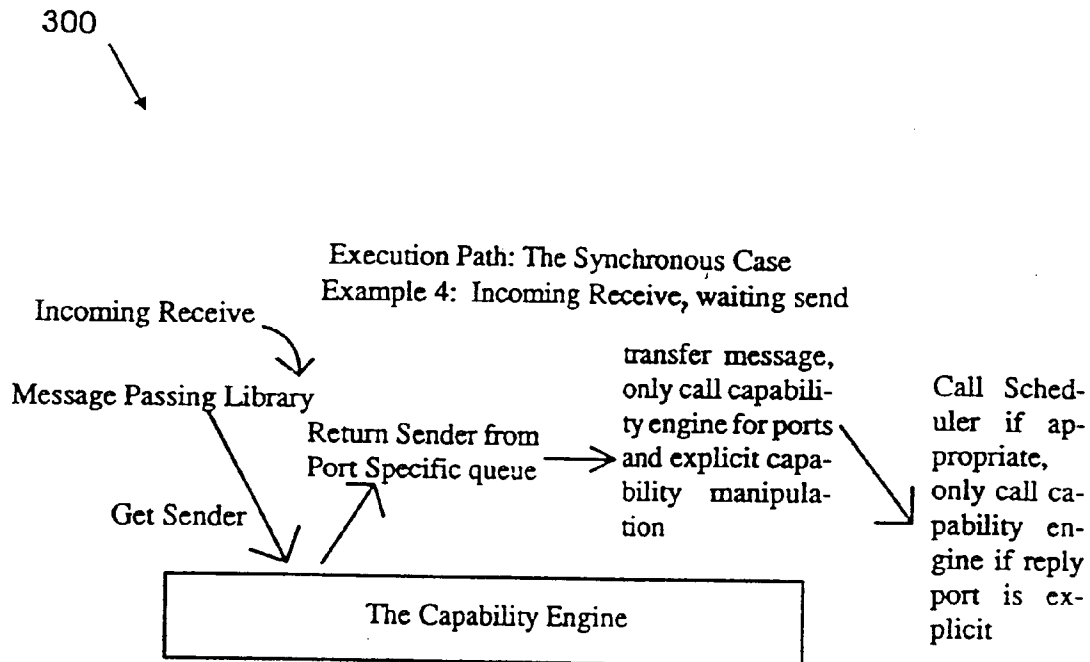 300
Execution Path: The Synchronous Case
Example 4: Incoming Receive, waiting send
Incoming Receive
Message Passing Library
Get Sender
Return Sender from
Port Specific queue
transfer message,
only call capabili-
ty engine for ports
and explicit capa-
bility manipula-
tion
Call Sched-
uler if ap-
propriate,
only call ca-
pability en-
gine if reply
port is ex-
plicit
The Capability Engine